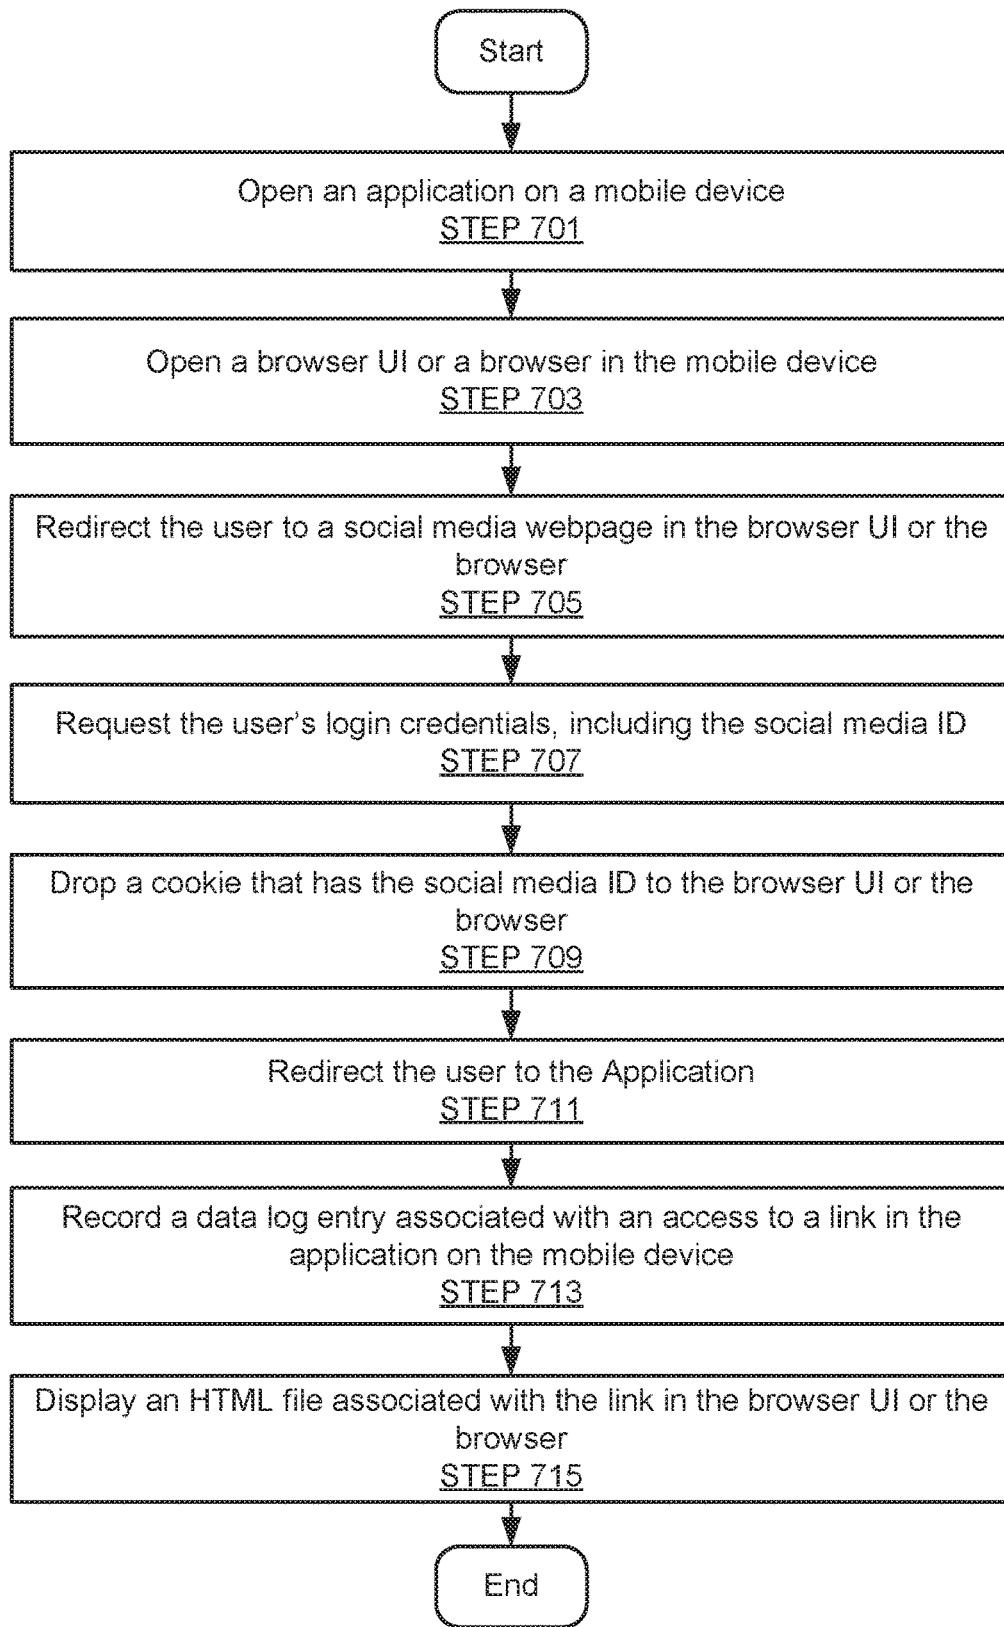 Start
Open an application on a mobile device
STEP 701
Open a browser UI or a browser in the mobile device
STEP 703
Redirect the user to a social media webpage in the browser UI or the
browser
STEP 705
Request the user's login credentials, including the social media ID
STEP 707
Drop a cookie that has the social media ID to the browser UI or the
browser
STEP 709
Redirect the user to the Application
STEP 711
Record a data log entry associated with an access to a link in the
application on the mobile device
STEP 713
Display an HTML file associated with the link in the browser UI or the
browser
STEP 715
End